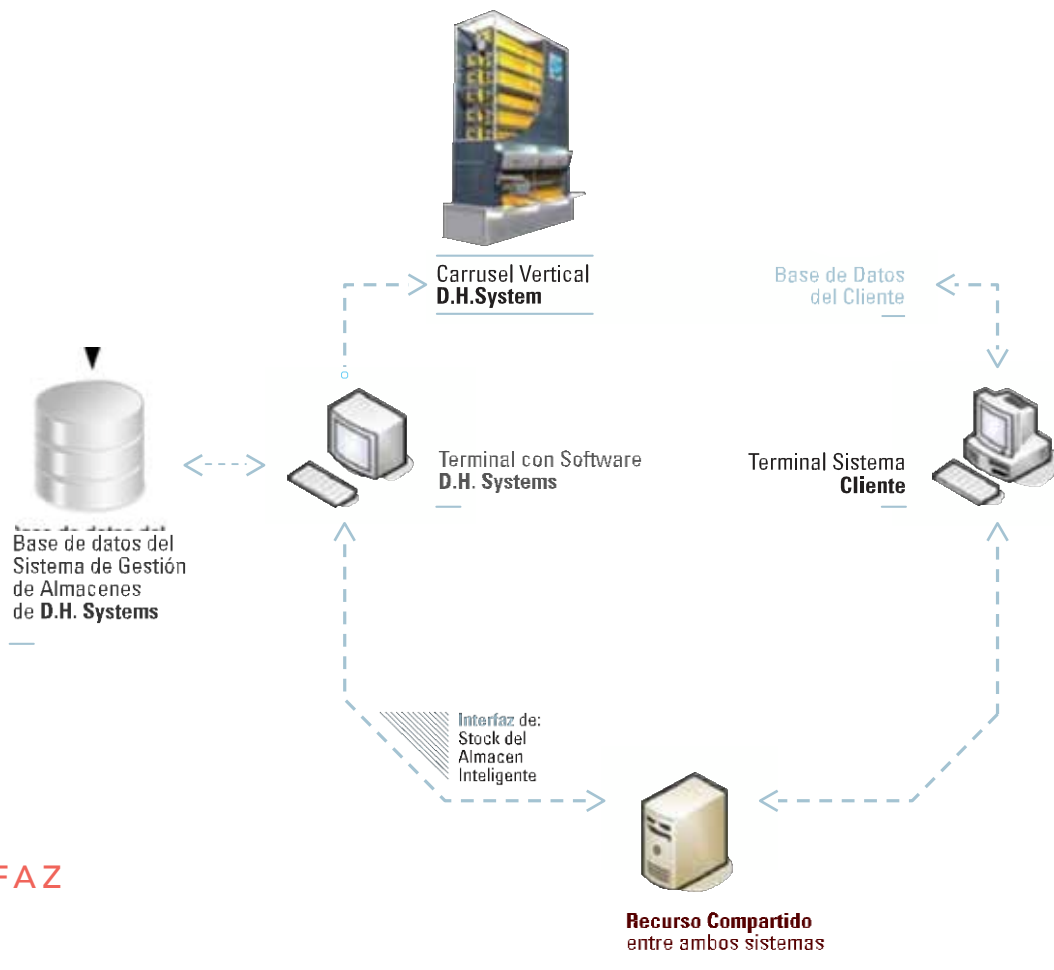 Carrusel Vertical
D.H.System
Base de Datos
del Cliente
Terminal con Software
D.H. Systems
Terminal Sistema
Cliente
Base de datos del
Sistema de Gestión
de Almacenes
de D.H. Systems
Interfaz de:
Stock del
Almacen
Inteligente
FAZ
Recurso Compartido
entre ambos sistemas